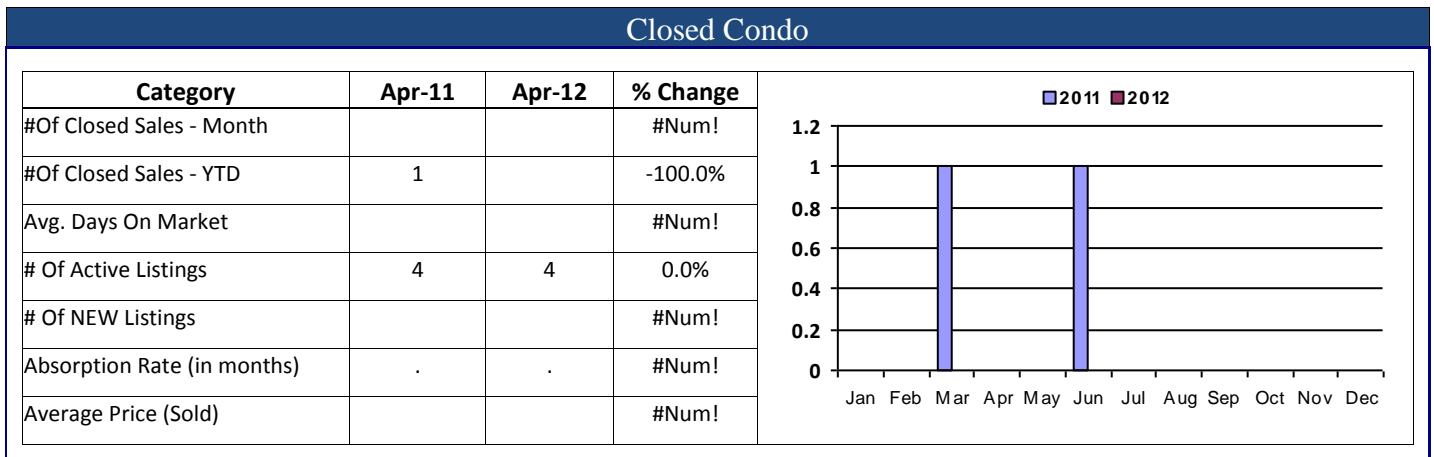 Closed Condo
Category Apr-11 Apr-12 % Change
#Of Closed Sales - Month #Num!
#Of Closed Sales - YTD 1 -100.0%
Avg. Days On Market #Num!
# Of Active Listings 4 4 0.0%
# Of NEW Listings #Num!
Absorption Rate (in months) . . #Num!
Average Price (Sold) #Num!
2011 2012
1.2
1
0.8
0.6
0.4
0.2
0
Jan Feb Mar Apr May Jun Jul Aug Sep Oct Nov Dec